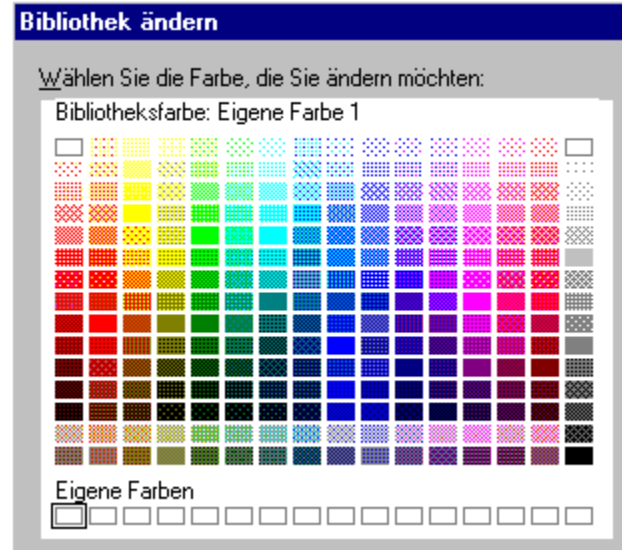 Bibliothek ändern
Wählen Sie die Farbe, die Sie ändern möchten:
Bibliotheksfarbe: Eigene Farbe 1
Eigene Farben